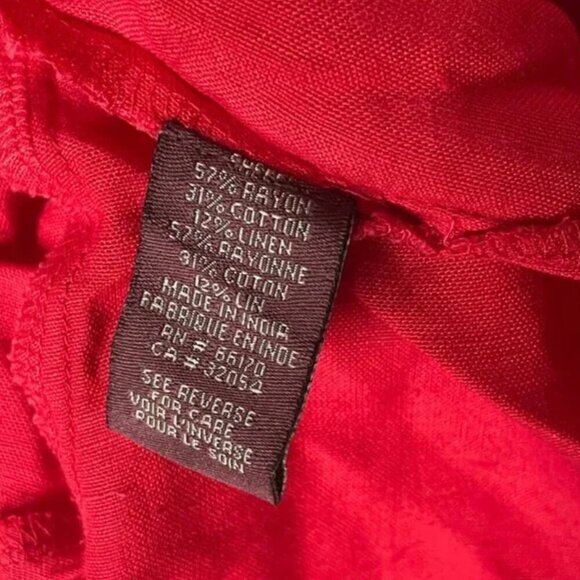 57% RAYON
31% COTTON
12% LINEN
57% RAYONNE
31% COTON
12% LIN
MADE IN INDIA
FABRIQUE EN INDE
RN # 66170
CA # 32054
SEE REVERSE
FOR CARE
VOIR L'INVERSE
POUR LE SOIN